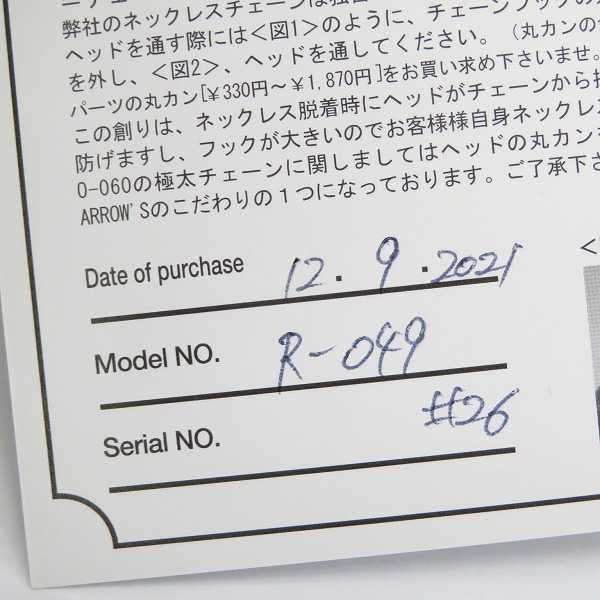 弊社のネックレスチェーンは独自
ヘッドを通す際には<図1>のように、チェーンフックの
を外し、<図2>、ヘッドを通してください。（丸カンの
パーツの丸カン[￥330円～￥1,870円]をお買い求め下さいませ。
この創りは、ネックレス脱着時にヘッドがチェーンから
防げますし、フックが大きいのでお客様様自身ネックレス
O-060の極太チェーンに関しましてはヘッドの丸カン
ARROW'Sのこだわりの1つになっております。ご了承下さ
Date of purchase 12.9.2021
<
Model NO. R-049
#26
Serial NO.